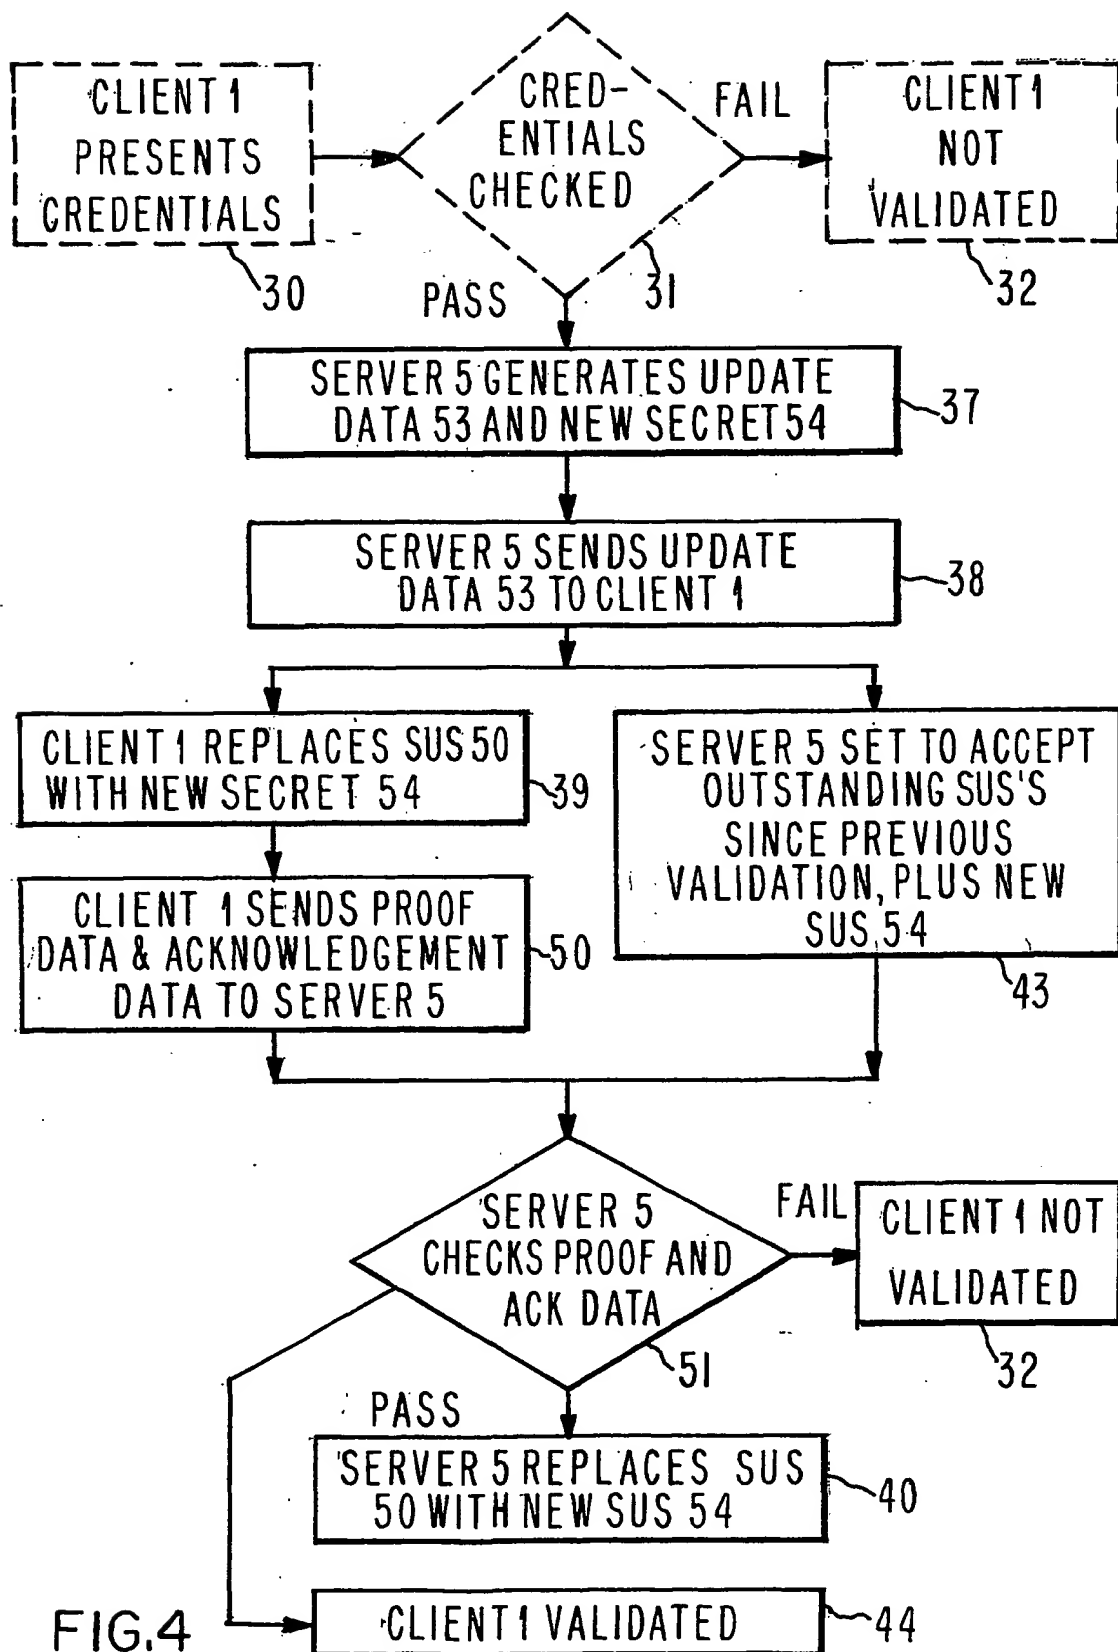 CLIENT 1
PRESENTS
CREDENTIALS
30
CRED-
ENTIALS
CHECKED
31
FAIL
CLIENT 1
NOT
VALIDATED
32
PASS
SERVER 5 GENERATES UPDATE
DATA 53 AND NEW SECRET 54
37
SERVER 5 SENDS UPDATE
DATA 53 TO CLIENT 1
38
CLIENT 1 REPLACES SUS 50
WITH NEW SECRET 54
39
SERVER 5 SET TO ACCEPT
OUTSTANDING SUS'S
SINCE PREVIOUS
VALIDATION, PLUS NEW
SUS 54
43
CLIENT 1 SENDS PROOF
DATA & ACKNOWLEDGEMENT
DATA TO SERVER 5
50
SERVER 5
CHECKS PROOF AND
ACK DATA
51
FAIL
CLIENT 1 NOT
VALIDATED
32
PASS
SERVER 5 REPLACES SUS
50 WITH NEW SUS 54
40
CLIENT 1 VALIDATED
44
FIG.4